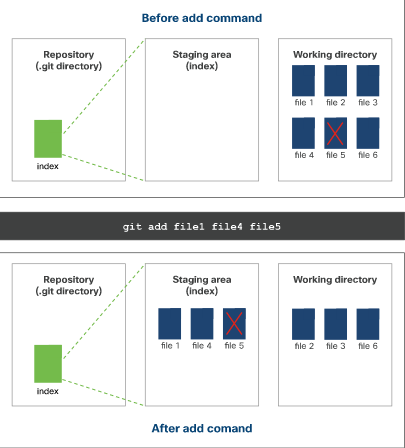 Before add command
Repository
(.git directory)
Staging area
(index)
Working directory
file 1 file 2 file 3
file 4 file 5 file 6
index
git add file1 file4 file5
Repository
(.git directory)
Staging area
(index)
Working directory
file 1 file 4 file 5
file 2 file 3 file 6
index
After add comand